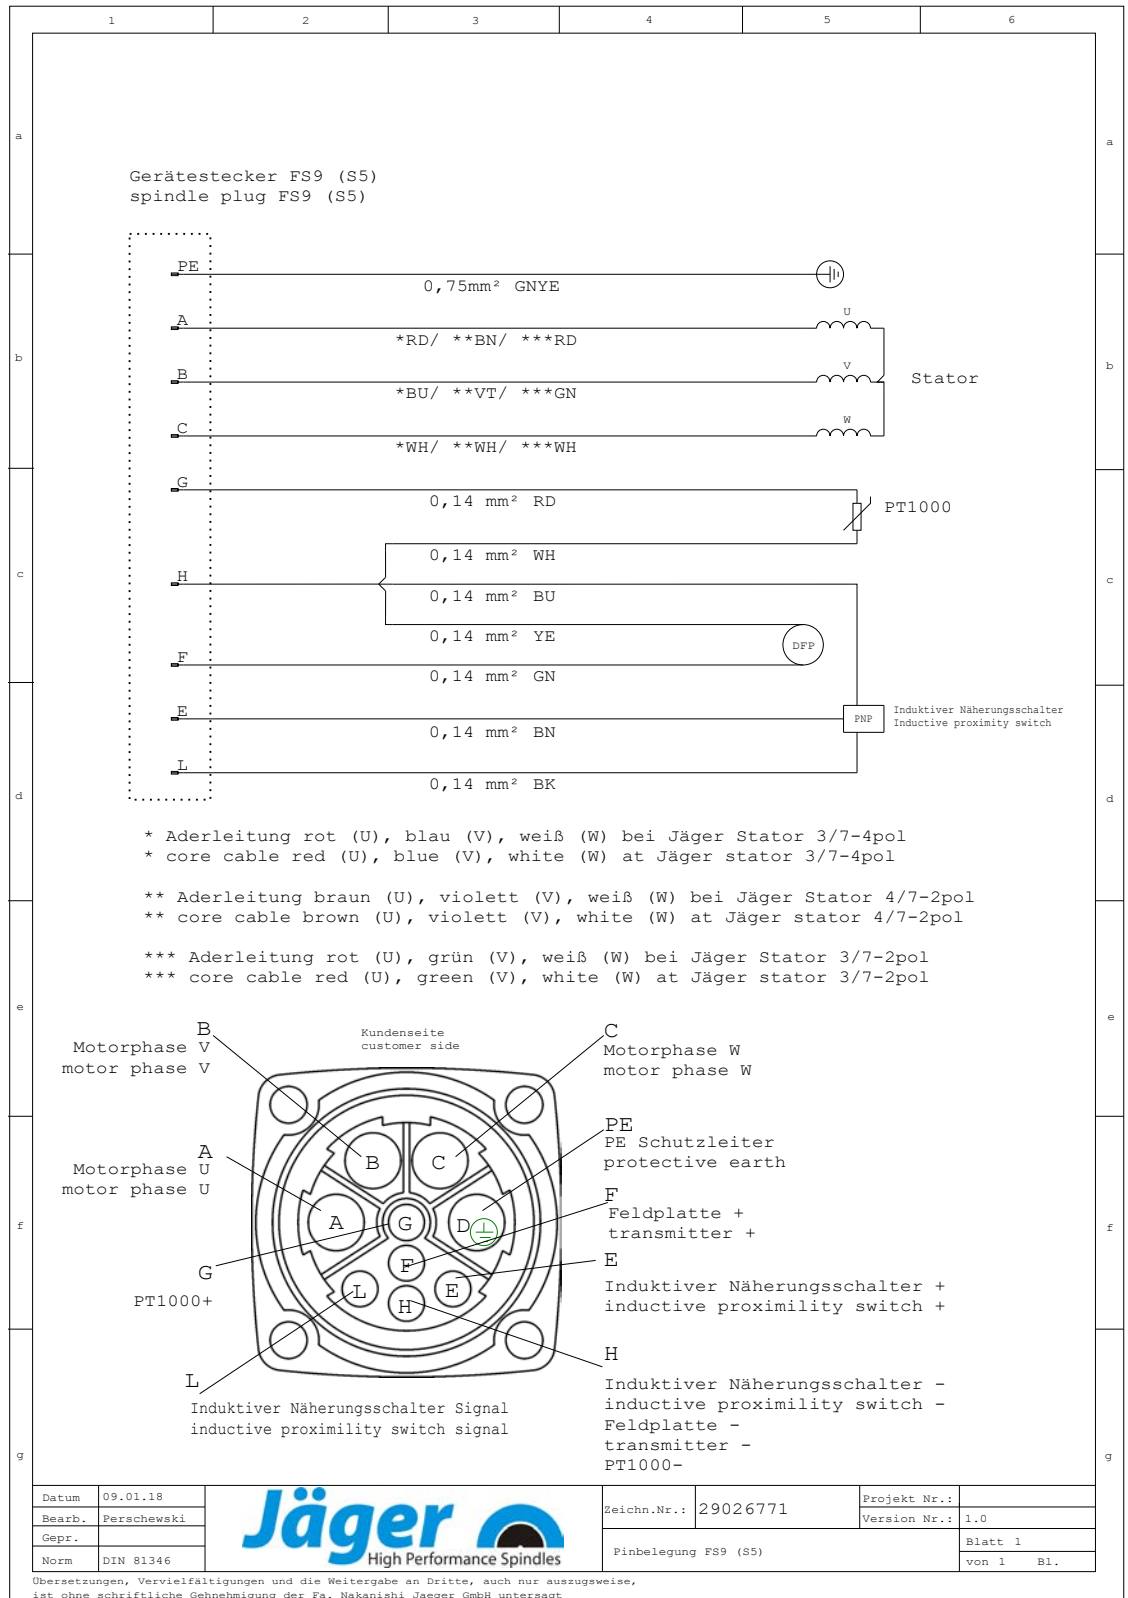 1 2 3 4 5 6
a a
Gerätestecker FS9 (S5)
spindle plug FS9 (S5)
PE
0,75mm² GNYE
A
*RD/ **BN/ ***RD
U
b b
B
*BU/ **VT/ ***GN
V
Stator
C
*WH/ **WH/ ***WH
W
G
0,14 mm² RD
PT1000
0,14 mm² WH
c c
H
0,14 mm² BU
0,14 mm² YE
DFP
F
0,14 mm² GN
E
0,14 mm² BN
PNP
Induktiver Näherungsschalter
Inductive proximity switch
L
0,14 mm² BK
d d
* Aderleitung rot (U), blau (V), weiß (W) bei Jäger Stator 3/7-4pol
* core cable red (U), blue (V), white (W) at Jäger stator 3/7-4pol
** Aderleitung braun (U), violett (V), weiß (W) bei Jäger Stator 4/7-2pol
** core cable brown (U), violett (V), white (W) at Jäger stator 4/7-2pol
*** Aderleitung rot (U), grün (V), weiß (W) bei Jäger Stator 3/7-2pol
*** core cable red (U), green (V), white (W) at Jäger stator 3/7-2pol
e e
B
Motorphase V
motor phase V
Kundenseite
customer side
C
Motorphase W
motor phase W
A
Motorphase U
motor phase U
PE
PE Schutzleiter
protective earth
B C
A G D
F
L H E
f f
F
Feldplatte +
transmitter +
G
PT1000+
E
Induktiver Näherungsschalter +
inductive proximility switch +
L
Induktiver Näherungsschalter Signal
inductive proximity switch signal
H
Induktiver Näherungsschalter -
inductive proximity switch -
Feldplatte -
transmitter -
PT1000-
g g
Datum 09.01.18
Bearb. Perschewski
Gepr.
Norm DIN 81346
Jäger
High Performance Spindles
Zeichn.Nr.: 29026771
Pinbelegung FS9 (S5)
Projekt Nr.:
Version Nr.: 1.0
Blatt 1
von 1 Bl.
Übersetzungen, Vervielfältigungen und die Weitergabe an Dritte, auch nur auszugsweise,
ist ohne schriftliche Gehnehmigung der Fa. Nakanishi Jaeger GmbH untersagt